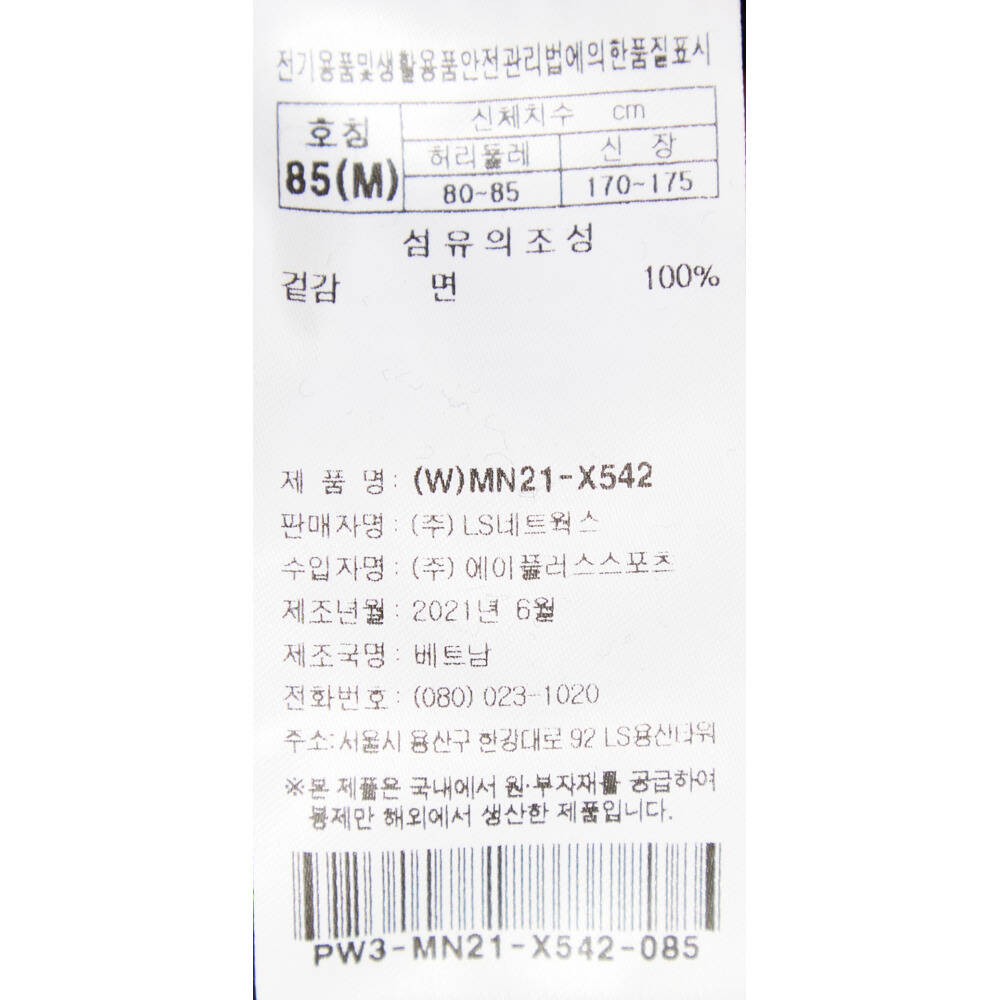 전기용품및생활용품안전관리법에의한품질표시
호칭 신체치수 cm
85(M) 허리둘레 신 장
80~85 170~175
섬유의조성
겉감 면 100%
제 품 명: (W)MN21-X542
판매자명: (주) LS네트웍스
수입자명: (주) 에이플러스스포츠
제조년월: 2021년 6월
제조국명: 베트남
전화번호: (080) 023-1020
주소: 서울시 용산구 한강대로 92 LS용산타워
※본 제품은 국내에서 원·부자재를 공급하여
봉제만 해외에서 생산한 제품입니다.
PW3-MN21-X542-085